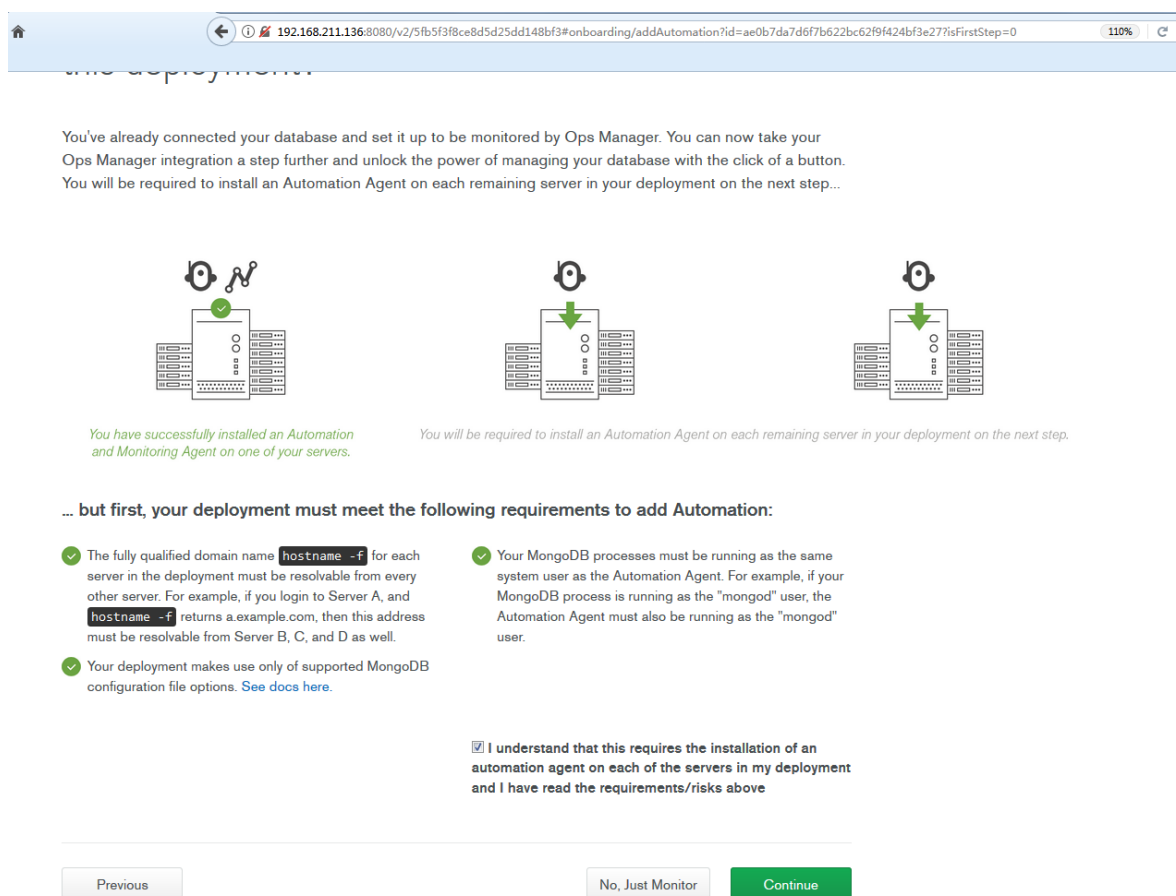 192.168.211.136:8080/v2/5fb5f3f8ce8d5d25dd148bf3#onboarding/addAutomation?id=ae0b7da7d6f7b622bc62f9f424bf3e27?isFirstStep=0
110%
this deployment?
You've already connected your database and set it up to be monitored by Ops Manager. You can now take your
Ops Manager integration a step further and unlock the power of managing your database with the click of a button.
You will be required to install an Automation Agent on each remaining server in your deployment on the next step...
You have successfully installed an Automation
and Monitoring Agent on one of your servers.
You will be required to install an Automation Agent on each remaining server in your deployment on the next step.
... but first, your deployment must meet the following requirements to add Automation:
The fully qualified domain name hostname -f for each
server in the deployment must be resolvable from every
other server. For example, if you login to Server A, and
hostname -f returns a.example.com, then this address
must be resolvable from Server B, C, and D as well.
Your deployment makes use only of supported MongoDB
configuration file options. See docs here.
Your MongoDB processes must be running as the same
system user as the Automation Agent. For example, if your
MongoDB process is running as the "mongod" user, the
Automation Agent must also be running as the "mongod"
user.
I understand that this requires the installation of an
automation agent on each of the servers in my deployment
and I have read the requirements/risks above
Previous
No, Just Monitor
Continue